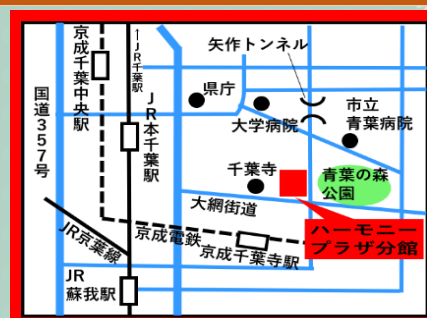 京成千葉中央駅
↑JR千葉駅
矢作トンネル
国道357号
県庁
JR本千葉駅
大学病院
市立
青葉病院
千葉寺
青葉の森
公園
大網街道
ハーモニー
プラザ分館
JR京葉線
京成電鉄
京成千葉寺駅
JR
蘇我駅